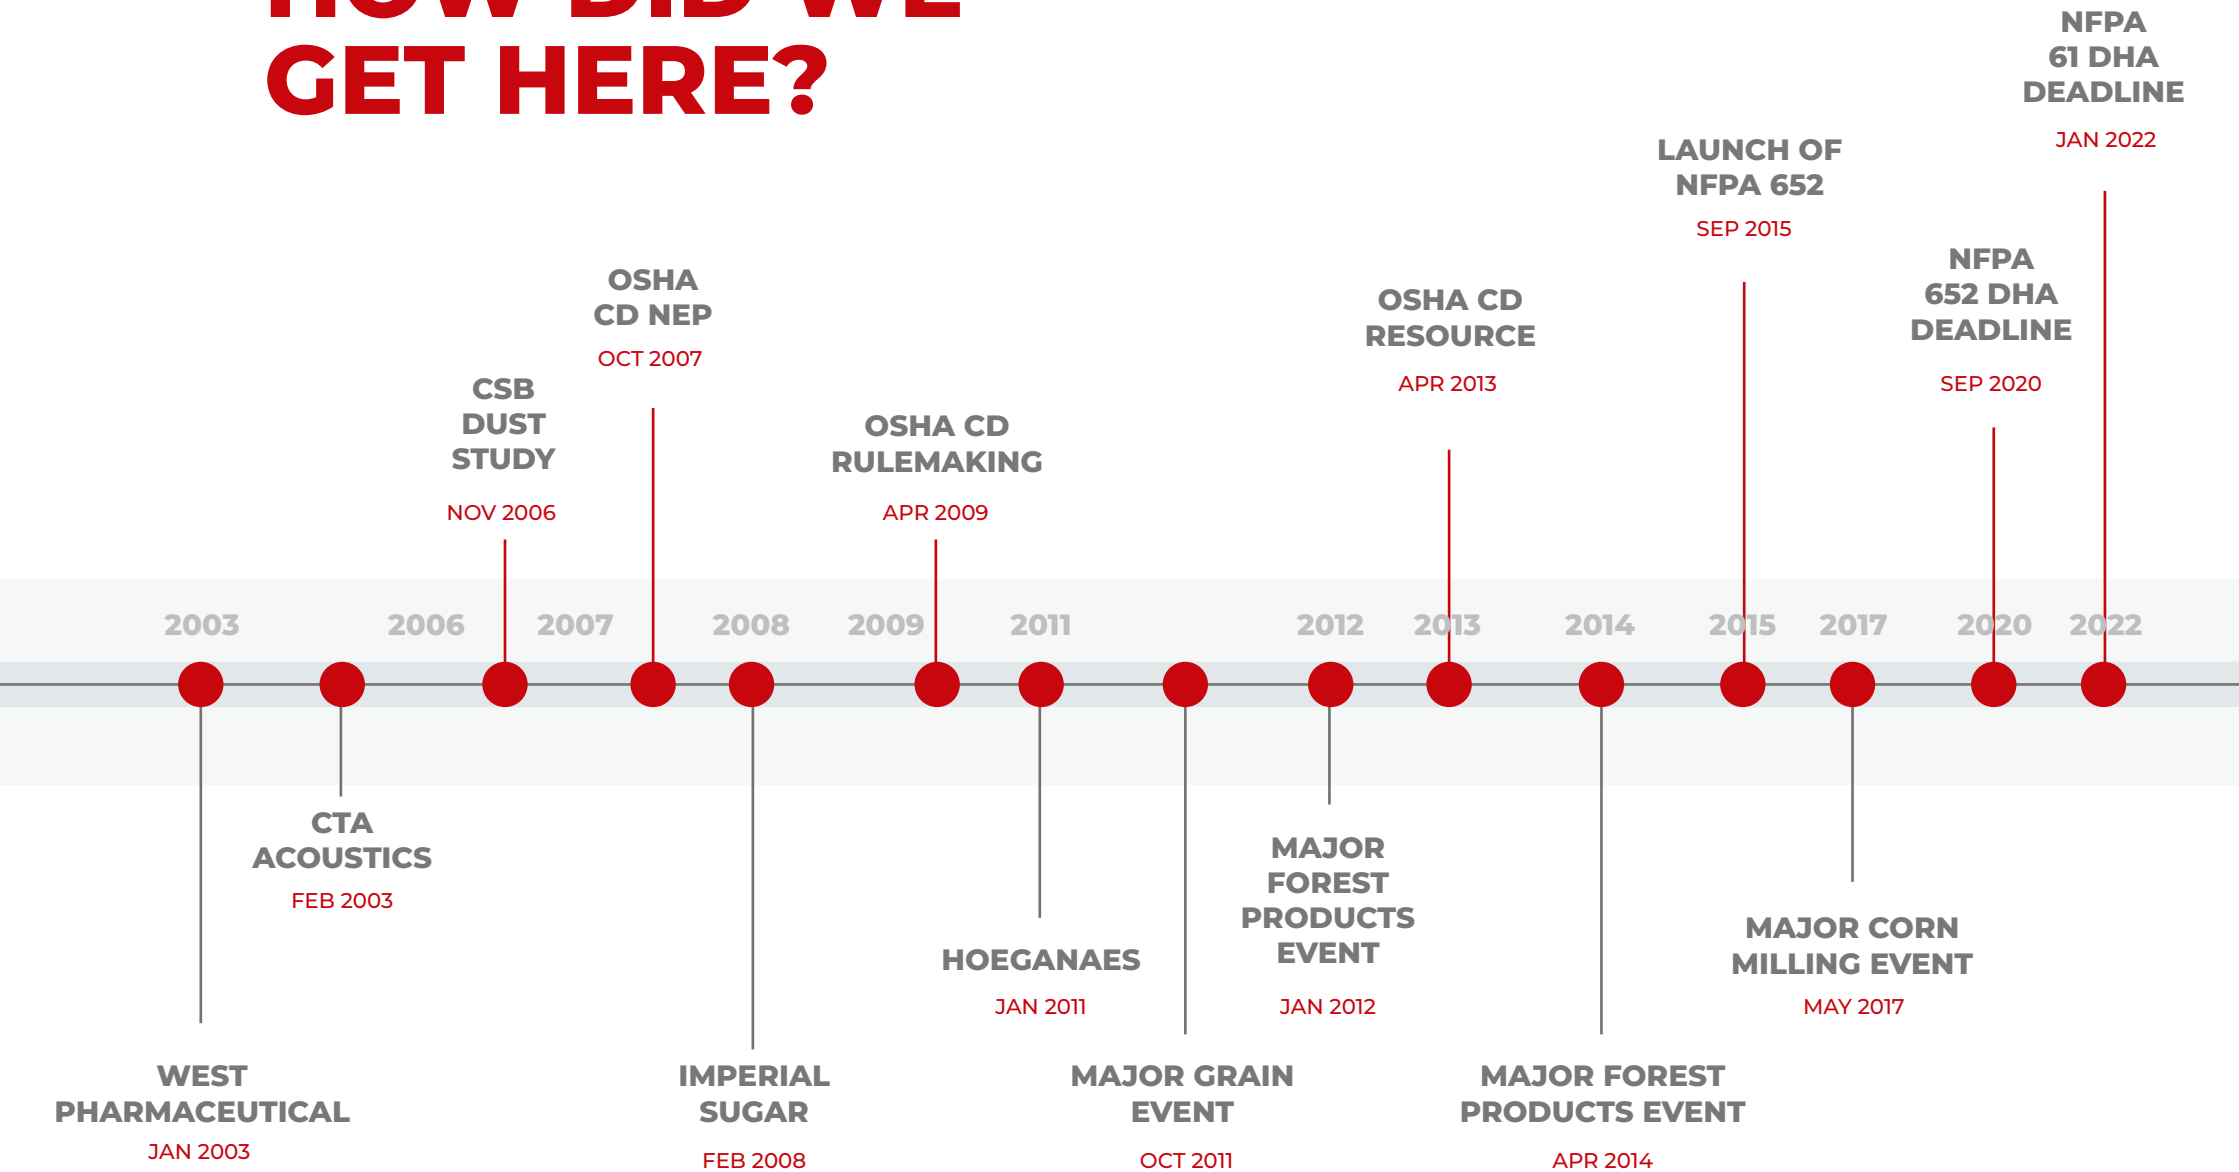 HOW DID WE
GET HERE?
NFPA
61 DHA
DEADLINE
JAN 2022
LAUNCH OF
NFPA 652
SEP 2015
NFPA
652 DHA
DEADLINE
SEP 2020
OSHA
CD NEP
OCT 2007
OSHA CD
RESOURCE
APR 2013
CSB
DUST
STUDY
NOV 2006
OSHA CD
RULEMAKING
APR 2009
2003 2006 2007 2008 2009 2011 2012 2013 2014 2015 2017 2020 2022
CTA
ACOUSTICS
FEB 2003
MAJOR
FOREST
PRODUCTS
EVENT
JAN 2012
HOEGANAES
JAN 2011
MAJOR CORN
MILLING EVENT
MAY 2017
WEST
PHARMACEUTICAL
JAN 2003
IMPERIAL
SUGAR
FEB 2008
MAJOR GRAIN
EVENT
OCT 2011
MAJOR FOREST
PRODUCTS EVENT
APR 2014